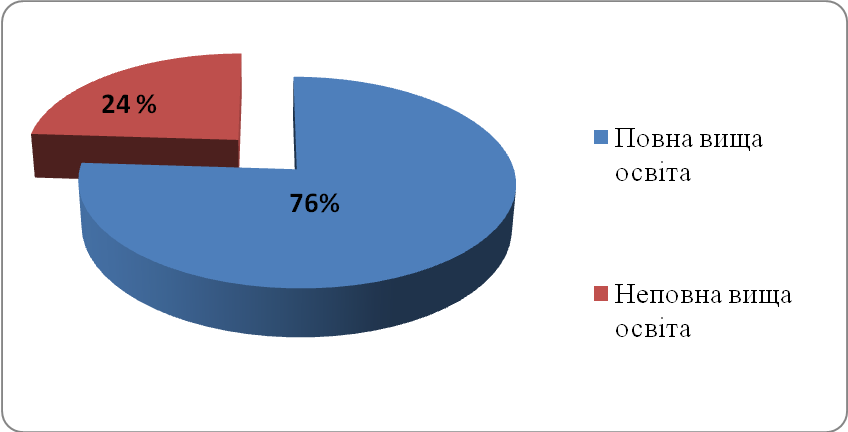 24 %
76%
Повна вища
освіта
Неповна вища
освіта